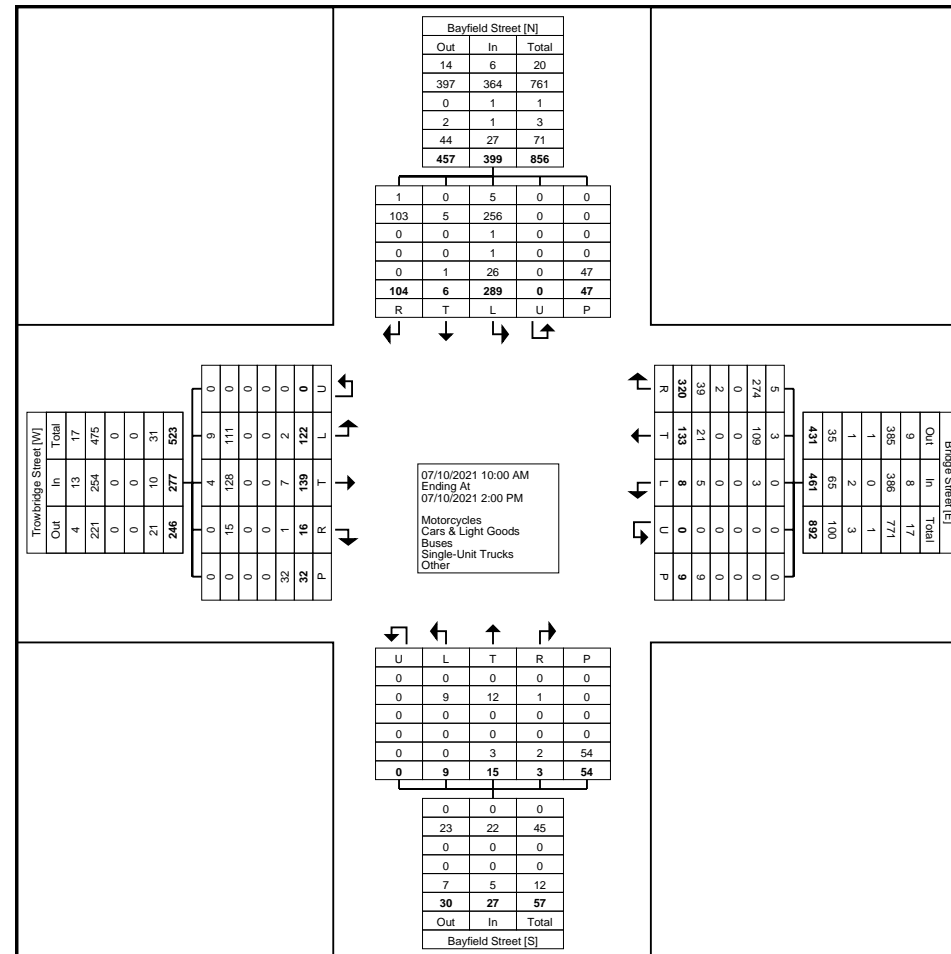 Bayfield Street [N]
Out In Total
14 6 20
397 364 761
0 1 1
2 1 3
44 27 71
457 399 856
1 0 5 0 0
103 5 256 0 0
0 0 1 0 0
0 0 1 0 0
0 1 26 0 47
104 6 289 0 47
R T L U P
Trowbridge Street [W]
Out In Total
4 13 17
221 254 475
0 0 0
0 0 0
21 10 31
246 277 523
0 0 4 9 0
0 15 128 111 0
0 0 0 0 0
0 0 0 0 0
32 1 7 2 0
32 16 139 122 0
P R T L U
07/10/2021 10:00 AM
Ending At
07/10/2021 2:00 PM
Motorcycles
Cars & Light Goods
Buses
Single-Unit Trucks
Other
Bridge Street [E]
Out In Total
9 8 17
385 386 771
1 0 1
1 2 3
35 65 100
431 461 892
5 3 0 0 0
274 109 3 0 0
0 0 0 0 0
2 0 0 0 0
39 21 5 0 9
320 133 8 0 9
R T L U P
U L T R P
0 0 0 0 0
0 9 12 1 0
0 0 0 0 0
0 0 0 0 0
0 0 3 2 54
0 9 15 3 54
0 0 0
23 22 45
0 0 0
0 0 0
7 5 12
30 27 57
Out In Total
Bayfield Street [S]